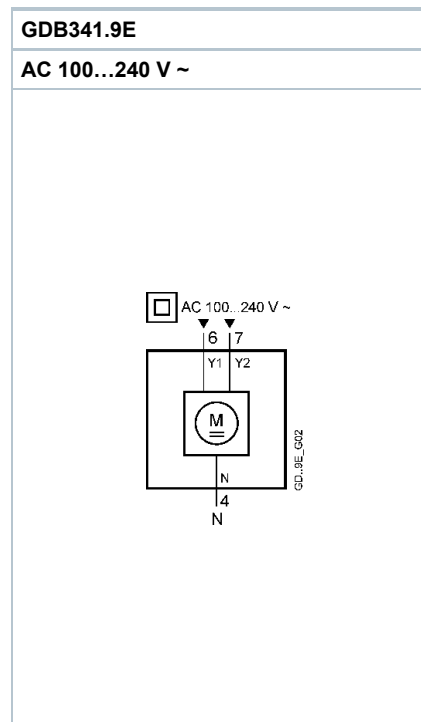 GDB341.9E
AC 100…240 V ~
AC 100...240 V ~
6 7
Y1 Y2
M
N
4
N
GD..9E_G02